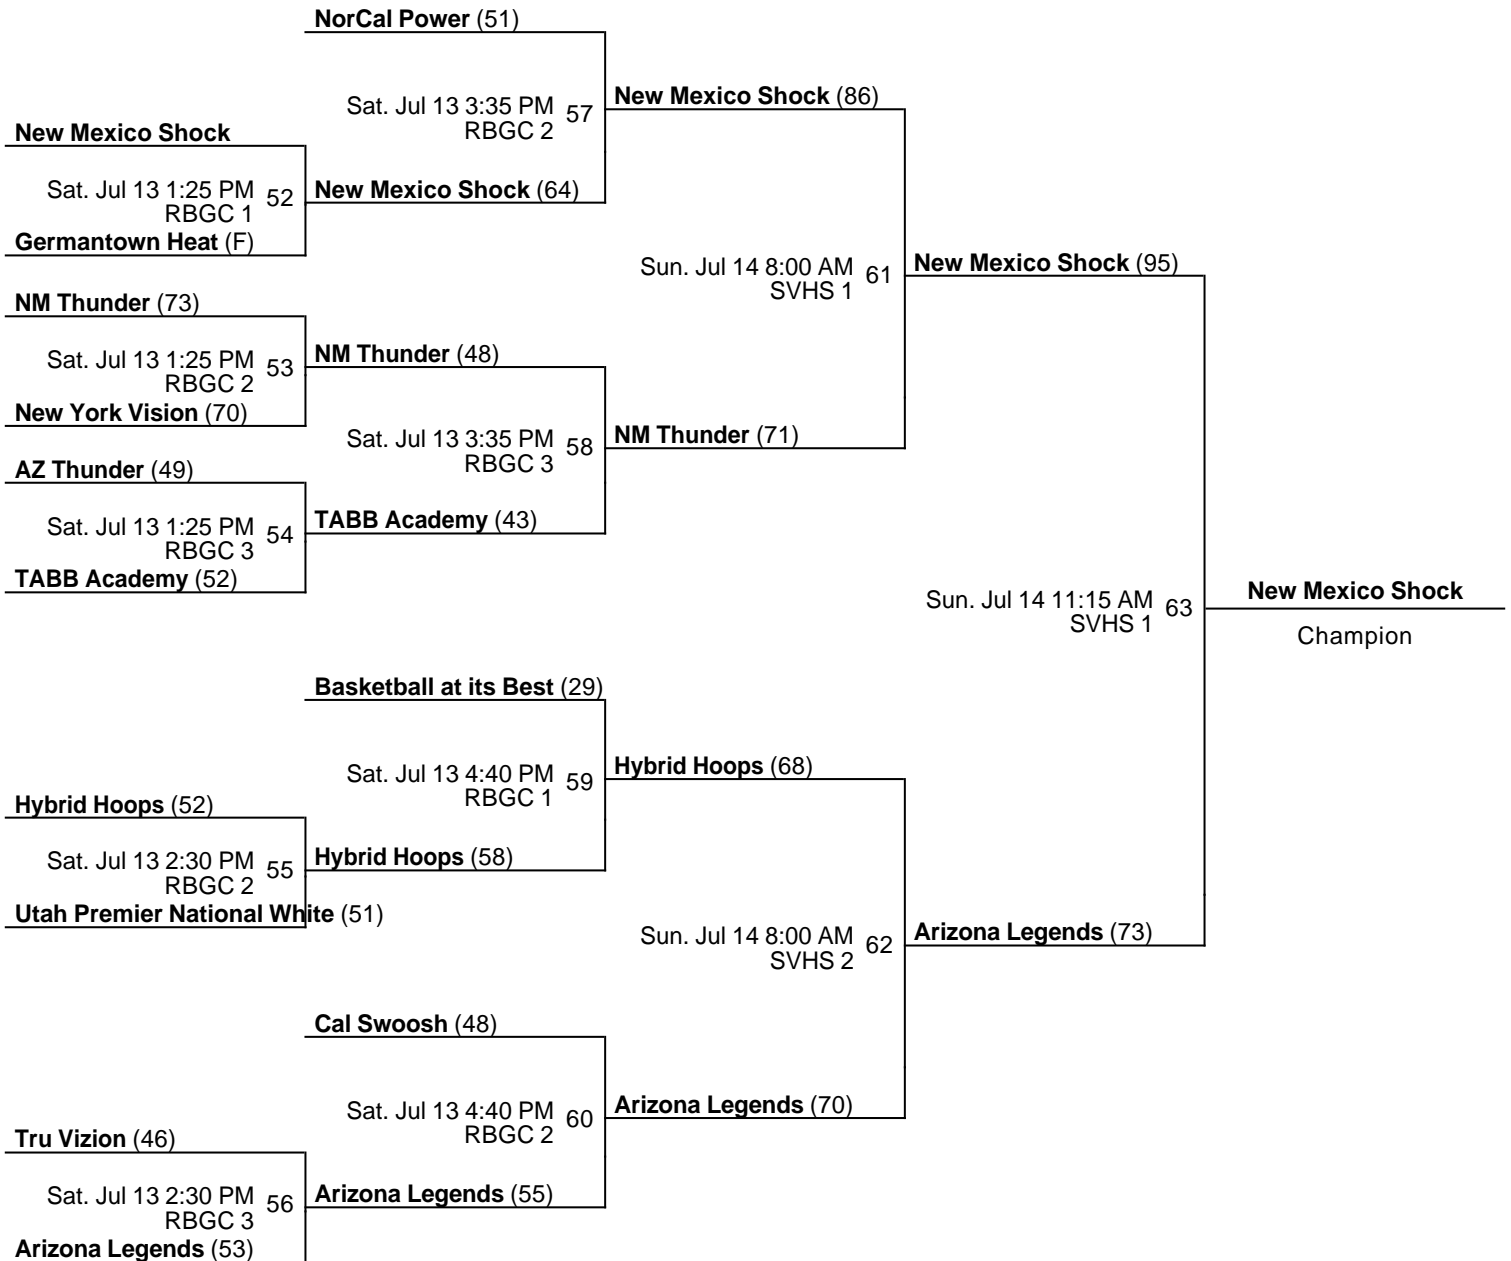 NorCal Power (51)
Sat. Jul 13 3:35 PM 57
RBGC 2
New Mexico Shock (86)
New Mexico Shock
Sat. Jul 13 1:25 PM 52
RBGC 1
New Mexico Shock (64)
Germantown Heat (F)
Sun. Jul 14 8:00 AM 61
SVHS 1
New Mexico Shock (95)
NM Thunder (73)
Sat. Jul 13 1:25 PM 53
RBGC 2
NM Thunder (48)
New York Vision (70)
Sat. Jul 13 3:35 PM 58
RBGC 3
NM Thunder (71)
AZ Thunder (49)
Sat. Jul 13 1:25 PM 54
RBGC 3
TABB Academy (43)
TABB Academy (52)
Sun. Jul 14 11:15 AM 63
SVHS 1
New Mexico Shock
Champion
Basketball at its Best (29)
Sat. Jul 13 4:40 PM 59
RBGC 1
Hybrid Hoops (68)
Hybrid Hoops (52)
Sat. Jul 13 2:30 PM 55
RBGC 2
Hybrid Hoops (58)
Utah Premier National White (51)
Sun. Jul 14 8:00 AM 62
SVHS 2
Arizona Legends (73)
Cal Swoosh (48)
Sat. Jul 13 4:40 PM 60
RBGC 2
Arizona Legends (70)
Tru Vizion (46)
Sat. Jul 13 2:30 PM 56
RBGC 3
Arizona Legends (55)
Arizona Legends (53)